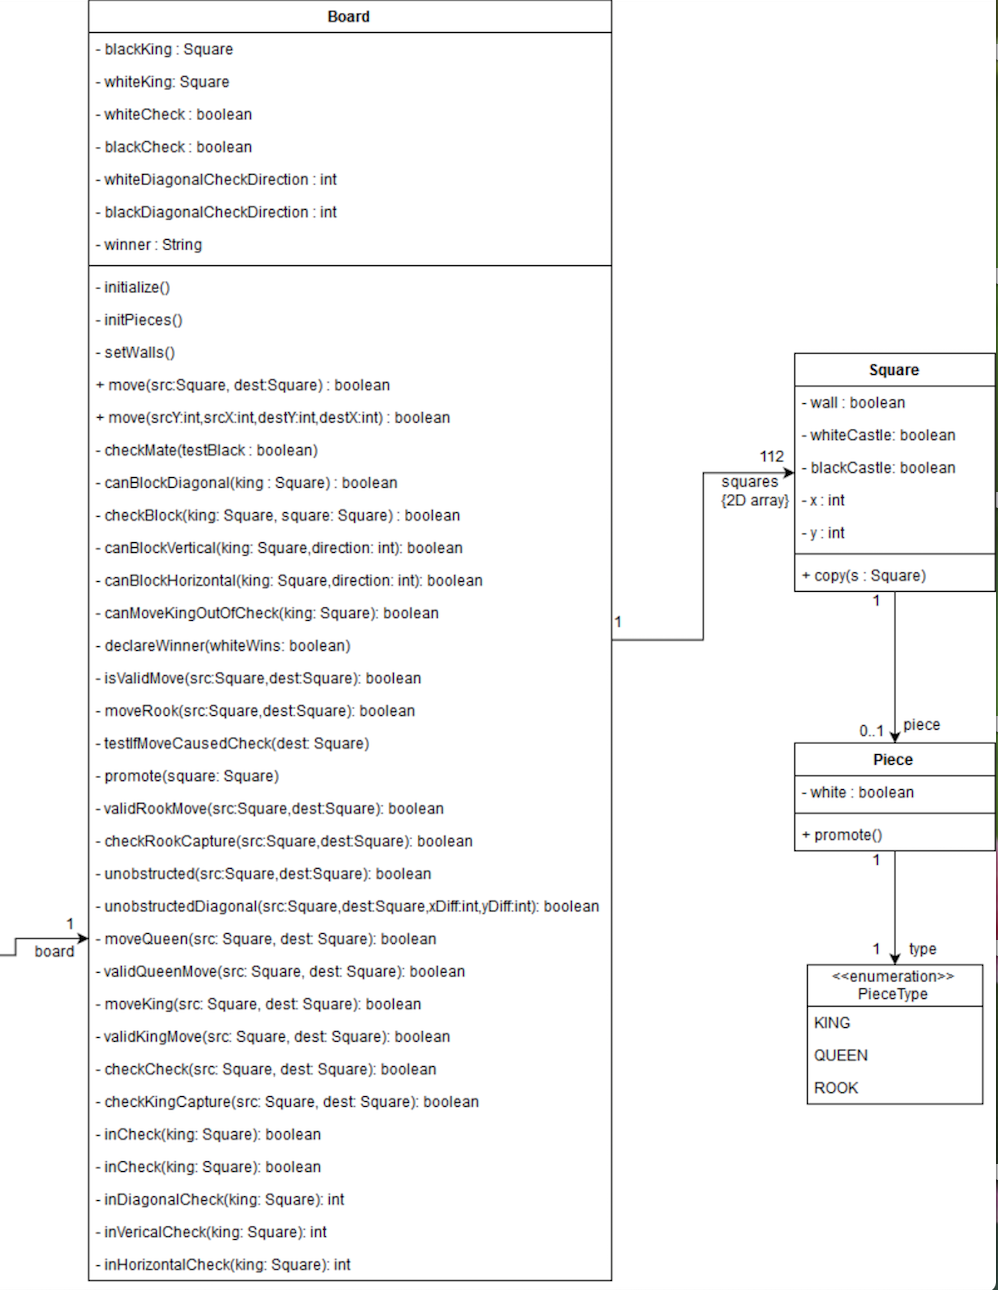 Board
- blackKing : Square
- whiteKing: Square
- whiteCheck : boolean
- blackCheck : boolean
- whiteDiagonalCheckDirection : int
- blackDiagonalCheckDirection : int
- winner : String
- initialize()
- initPieces()
- setWalls()
+ move(src:Square, dest:Square) : boolean
+ move(srcY:int,srcX:int,destY:int,destX:int) : boolean
- checkMate(testBlack : boolean)
- canBlockDiagonal(king : Square) : boolean
- checkBlock(king: Square, square: Square) : boolean
- canBlockVertical(king: Square,direction: int): boolean
- canBlockHorizontal(king: Square,direction: int): boolean
- canMoveKingOutOfCheck(king: Square): boolean
- declareWinner(whiteWins: boolean)
- isValidMove(src:Square,dest:Square): boolean
- moveRook(src:Square,dest:Square): boolean
- testIfMoveCausedCheck(dest: Square)
- promote(square: Square)
- validRookMove(src:Square,dest:Square): boolean
- checkRookCapture(src:Square,dest:Square): boolean
- unobstructed(src:Square,dest:Square): boolean
- unobstructedDiagonal(src:Square,dest:Square,xDiff:int,yDiff:int): boolean
- moveQueen(src: Square, dest: Square): boolean
- validQueenMove(src: Square, dest: Square): boolean
- moveKing(src: Square, dest: Square): boolean
- validKingMove(src: Square, dest: Square): boolean
- checkCheck(src: Square, dest: Square): boolean
- checkKingCapture(src: Square, dest: Square): boolean
- inCheck(king: Square): boolean
- inCheck(king: Square): boolean
- inDiagonalCheck(king: Square): int
- inVericalCheck(king: Square): int
- inHorizontalCheck(king: Square): int
1
board
1
112
squares
{2D array}
Square
- wall : boolean
- whiteCastle: boolean
- blackCastle: boolean
- x : int
- y : int
+ copy(s : Square)
1
0..1
piece
Piece
- white : boolean
+ promote()
1
1
type
<<enumeration>>
PieceType
KING
QUEEN
ROOK